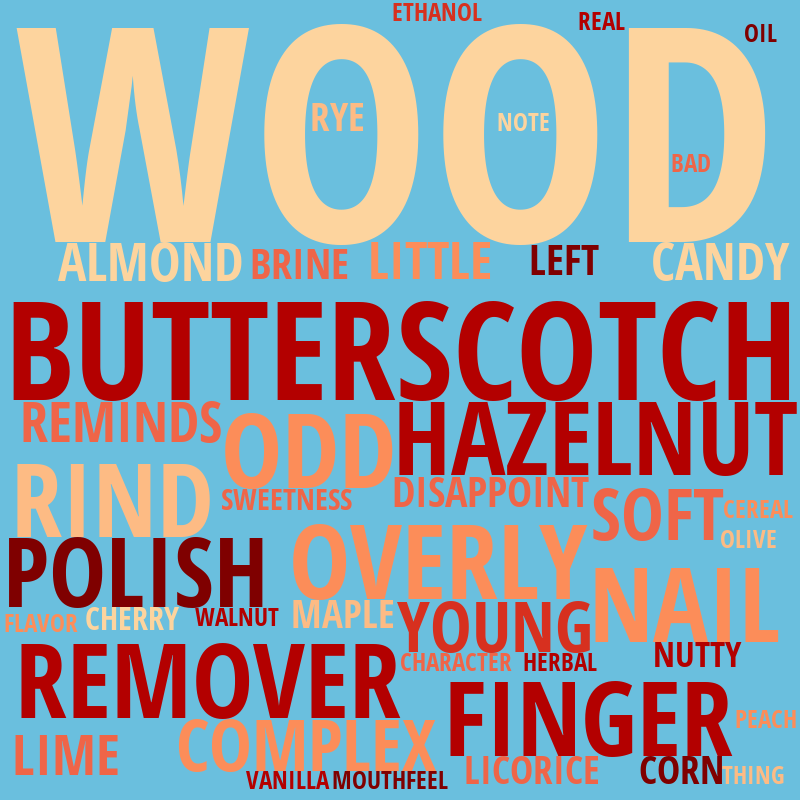 ETHANOL
REAL
OIL
WOOD
RYE
NOTE
BAD
ALMOND BRINE LITTLE LEFT CANDY
BUTTERSCOTCH
REMINDS ODD HAZELNUT
RIND SWEETNESS DISAPPOINT SOFT CEREAL
OLIVE
POLISH OVERLY NAIL
FLAVOR CHERRY WALNUT MAPLE YOUNG
CHARACTER HERBAL NUTTY
REMOVER FINGER PEACH
LIME COMPLEX LICORICE CORN THING
VANILLA MOUTHFEEL